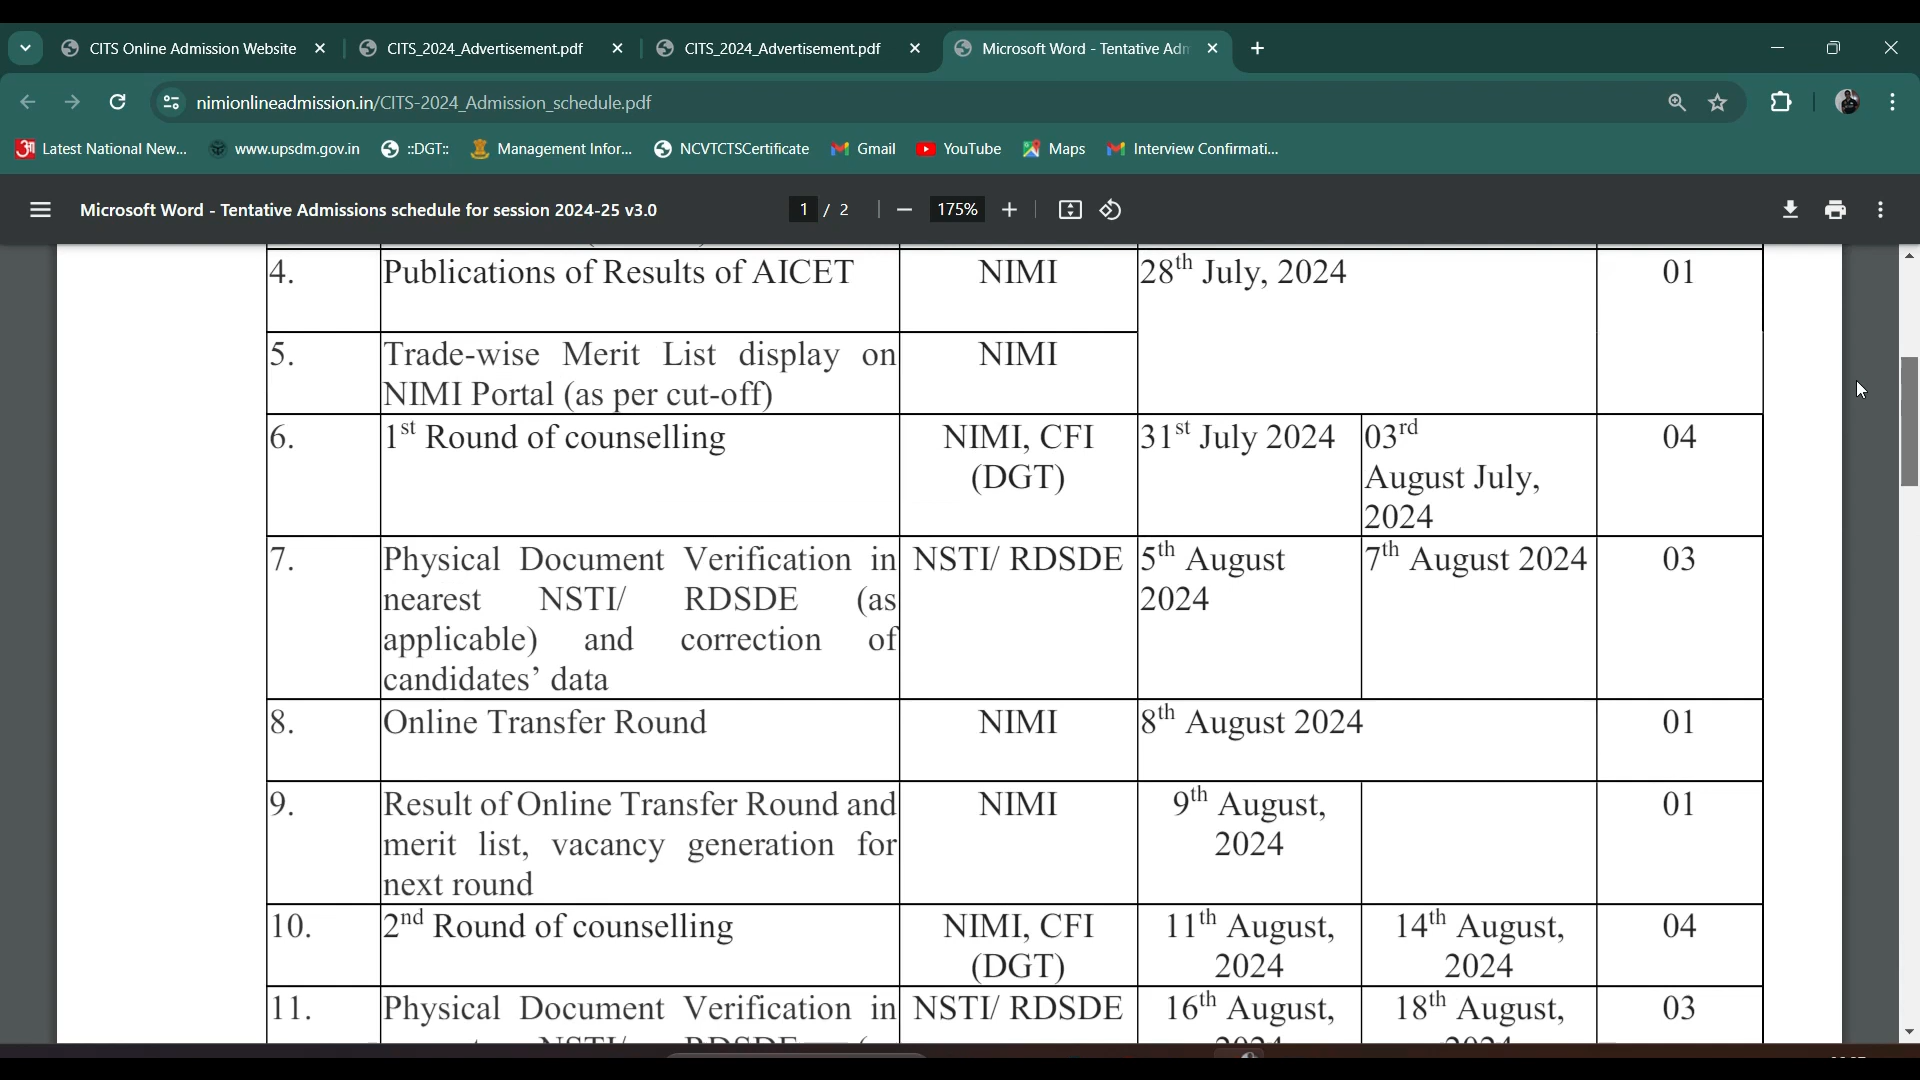 CITS Online Admission Website
CITS_2024_Advertisement.pdf
CITS_2024_Advertisement.pdf
Microsoft Word - Tentative Adm
nimionlineadmission.in/CITS-2024_Admission_schedule.pdf
Latest National New...
www.upsdm.gov.in
::DGT::
Management Infor...
NCVTCTSCertificate
Gmail
YouTube
Maps
Interview Confirmati...
Microsoft Word - Tentative Admissions schedule for session 2024-25 v3.0
1 / 2
175%
4. Publications of Results of AICET NIMI 28th July, 2024 01
5. Trade-wise Merit List display on NIMI
NIMI Portal (as per cut-off)
6. 1st Round of counselling NIMI, CFI 31st July 2024 03rd 04
(DGT) August July,
2024
7. Physical Document Verification in NSTI/ RDSDE 5th August 7th August 2024 03
nearest NSTI/ RDSDE (as 2024
applicable) and correction of
candidates’ data
8. Online Transfer Round NIMI 8th August 2024 01
9. Result of Online Transfer Round and NIMI 9th August, 01
merit list, vacancy generation for 2024
next round
10. 2nd Round of counselling NIMI, CFI 11th August, 14th August, 04
(DGT) 2024 2024
11. Physical Document Verification in NSTI/ RDSDE 16th August, 18th August, 03
NSTI/ RDSDE 2024 2024